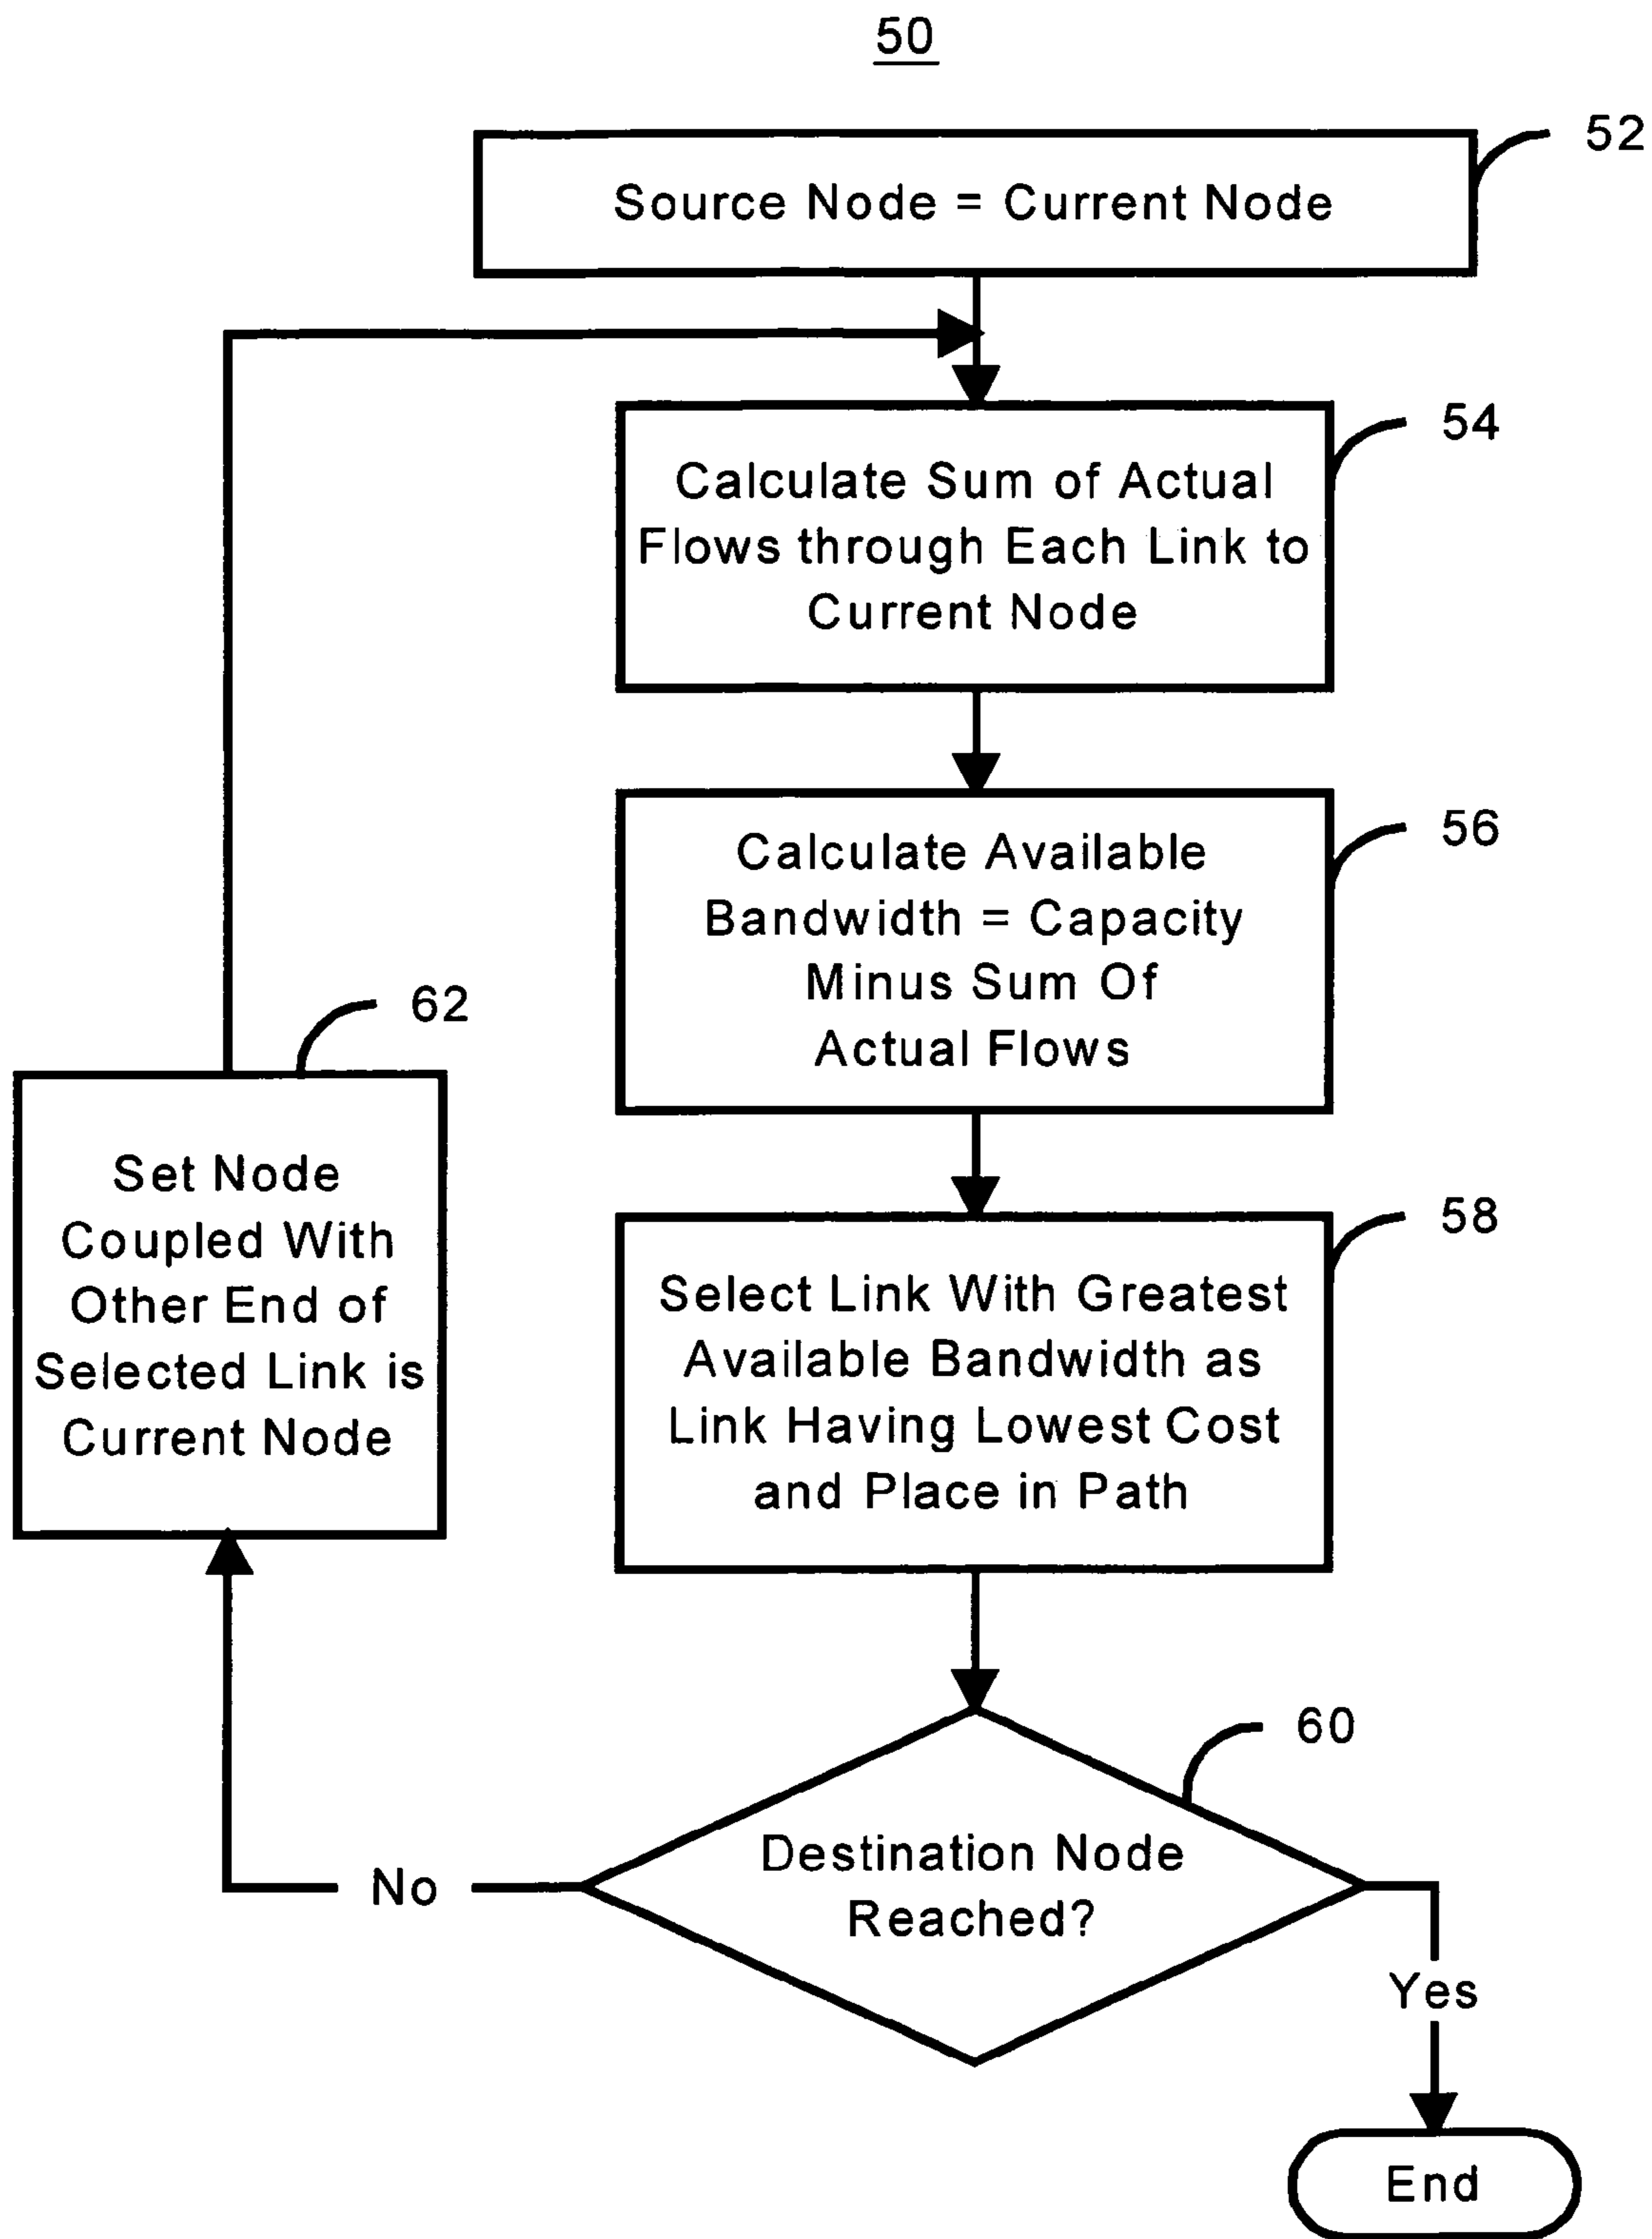 50
52
Source Node = Current Node
54
Calculate Sum of Actual
Flows through Each Link to
Current Node
56
Calculate Available
Bandwidth = Capacity
Minus Sum Of
Actual Flows
62
Set Node
Coupled With
Other End of
Selected Link is
Current Node
58
Select Link With Greatest
Available Bandwidth as
Link Having Lowest Cost
and Place in Path
60
Destination Node
Reached?
No
Yes
End